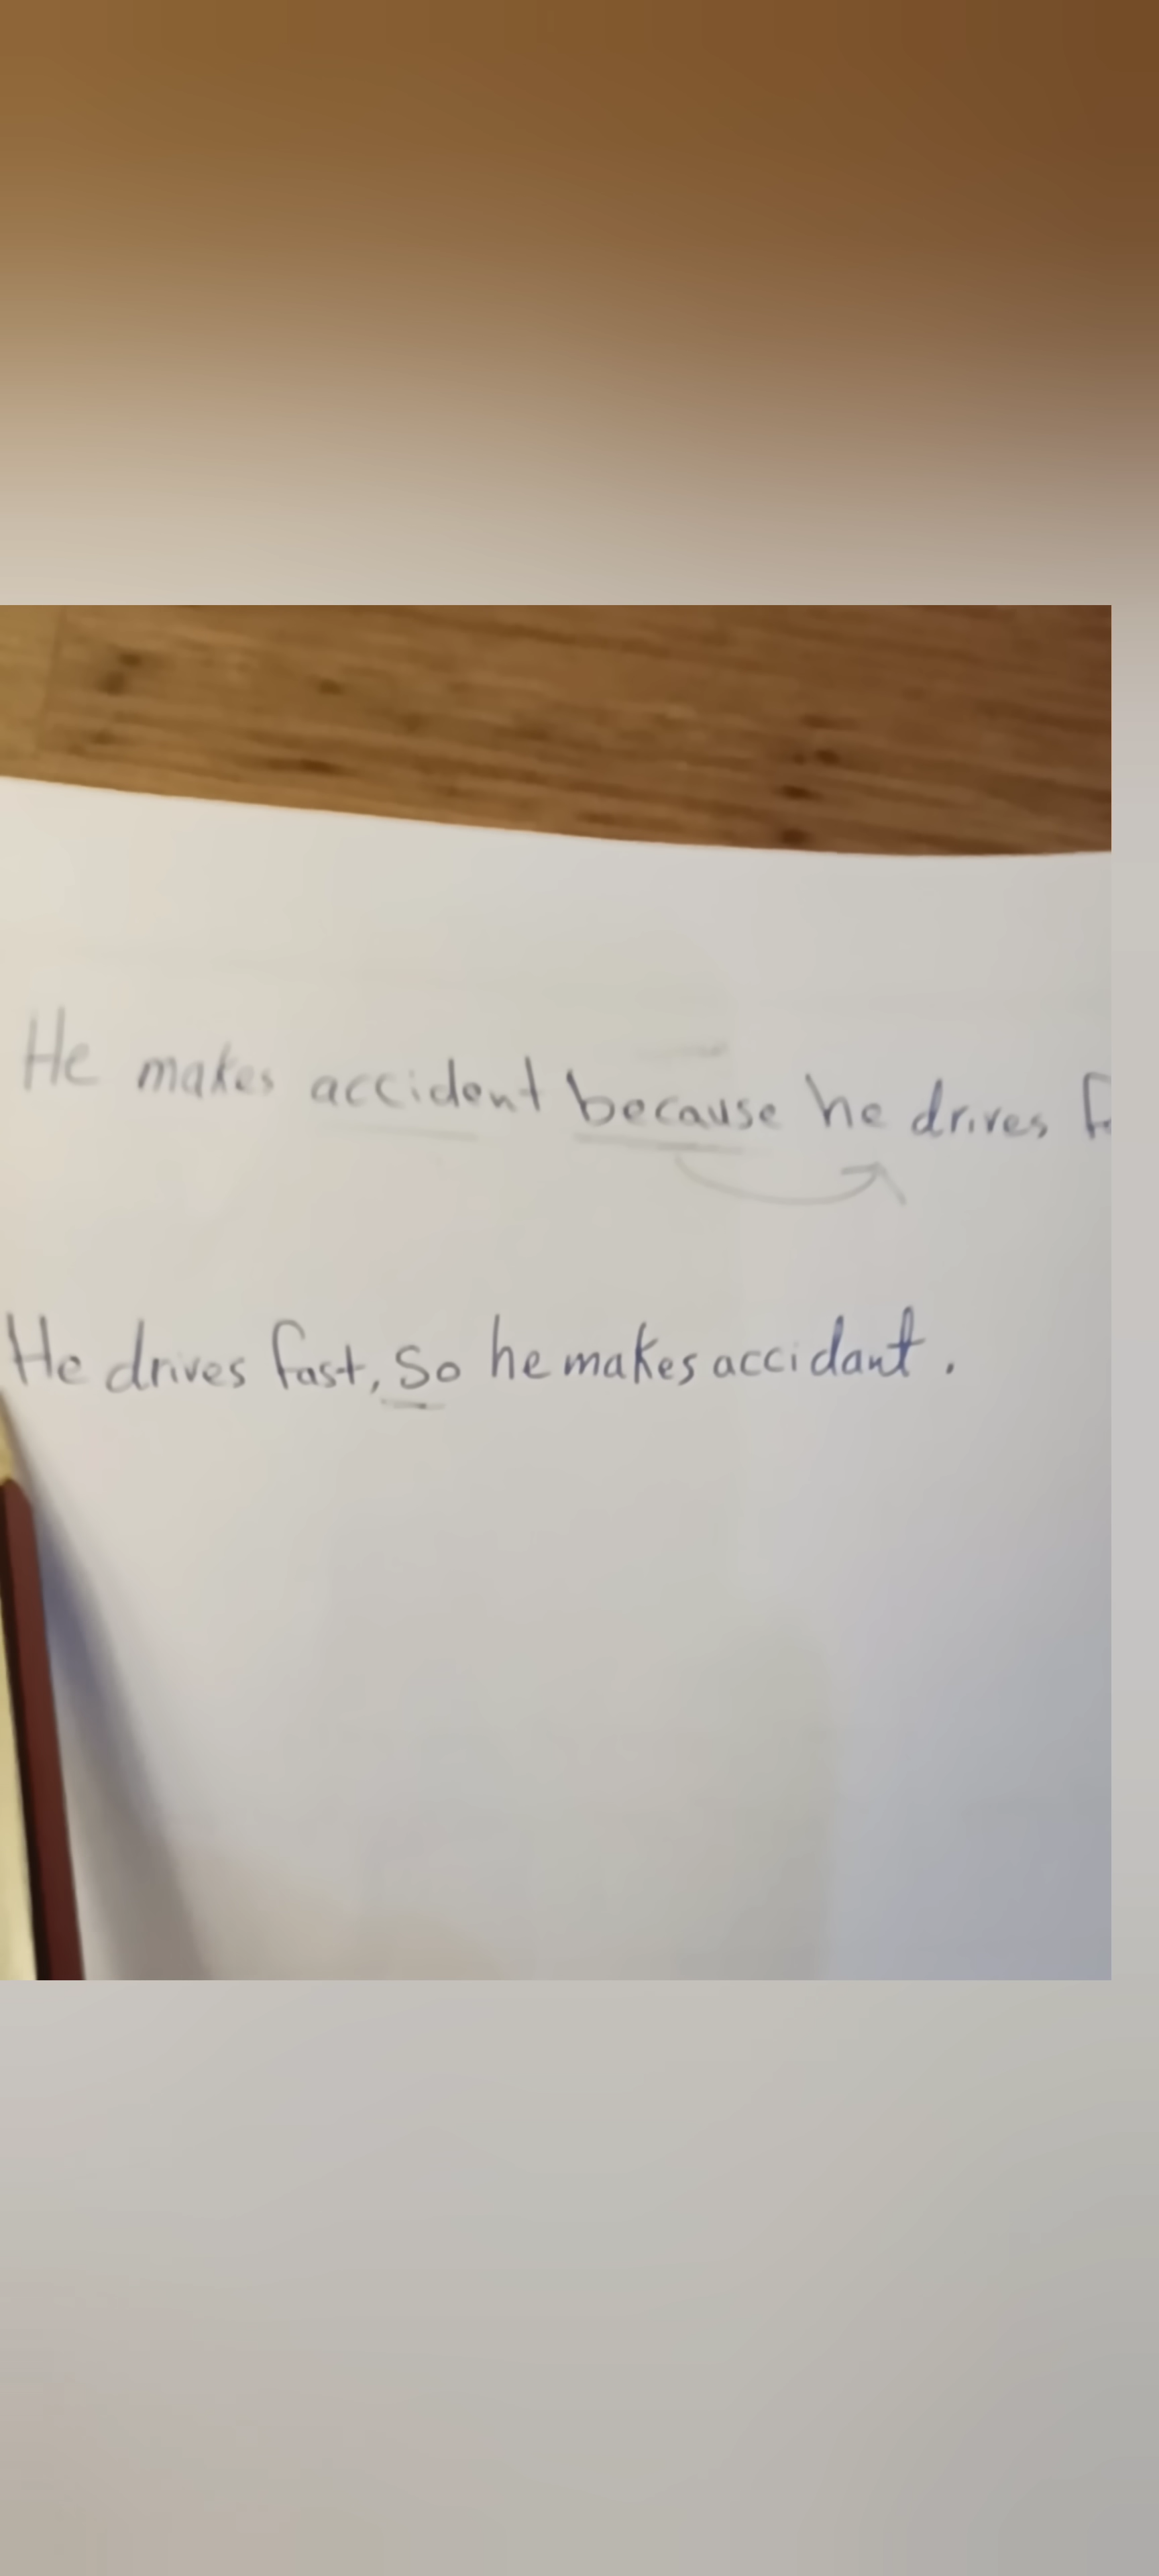 He makes accident because he drives
He drives fast, so he makes accidant.